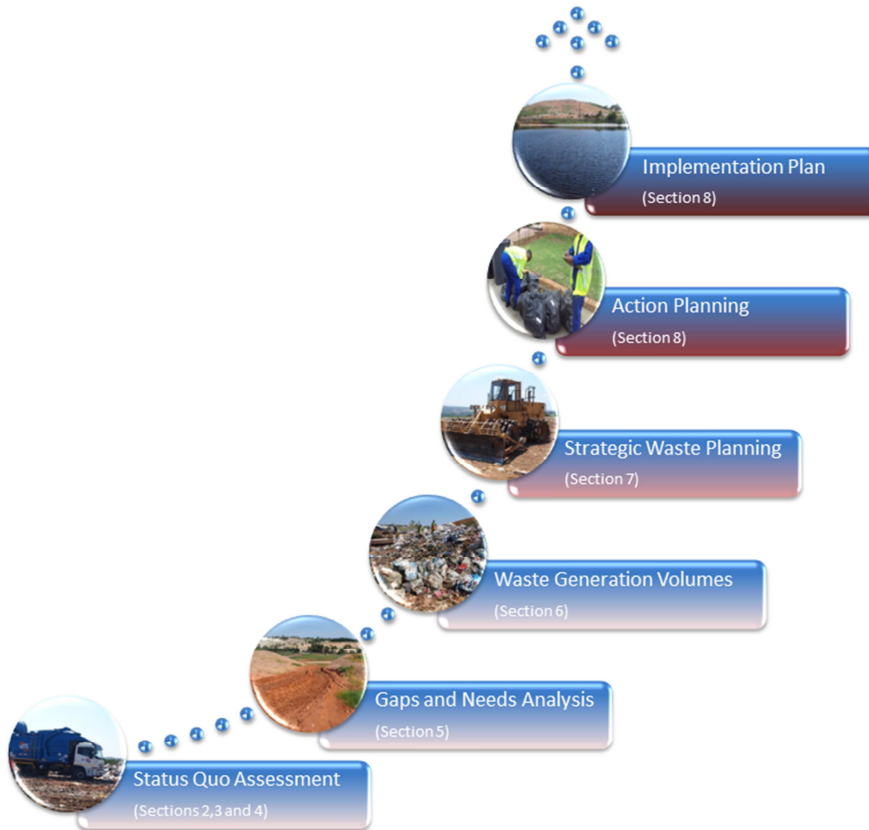 Implementation Plan
(Section 8)
Action Planning
(Section 8)
Strategic Waste Planning
(Section 7)
Waste Generation Volumes
(Section 6)
Gaps and Needs Analysis
(Section 5)
Status Quo Assessment
(Sections 2,3 and 4)